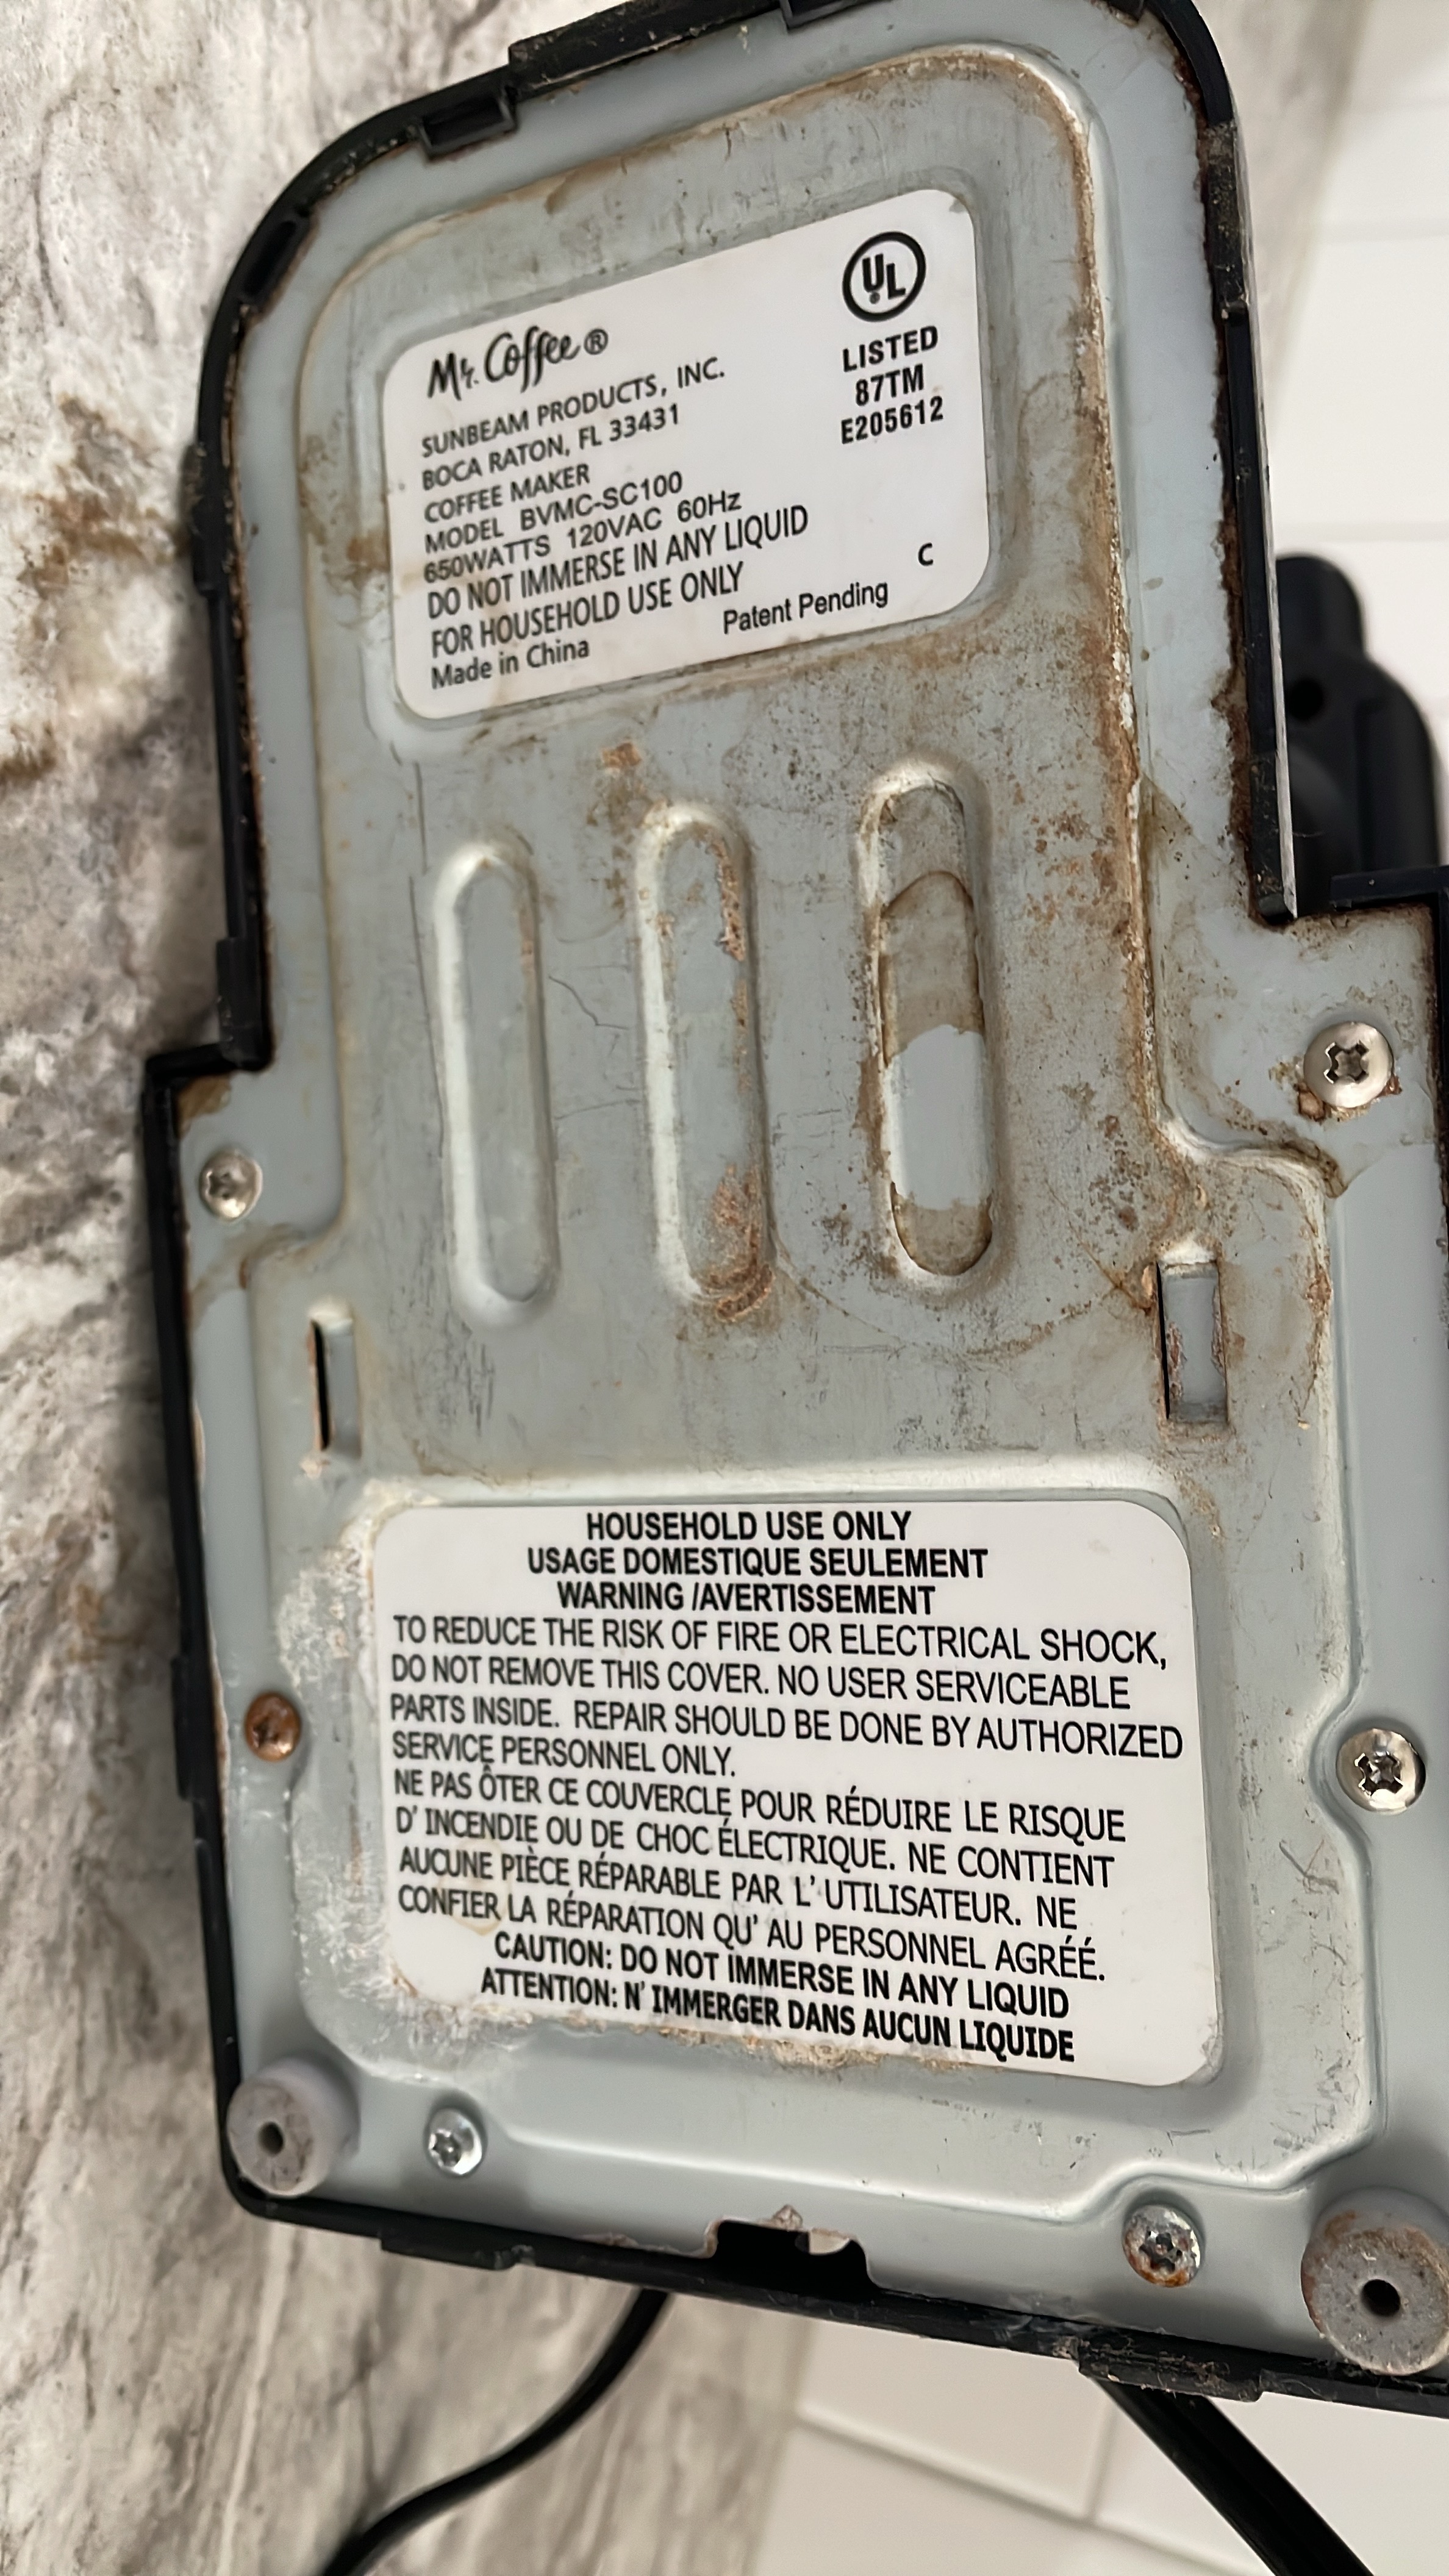 Mr. Coffee®
SUNBEAM PRODUCTS, INC.
BOCA RATON, FL 33431
COFFEE MAKER
MODEL BVMC-SC100
650WATTS 120VAC 60Hz
DO NOT IMMERSE IN ANY LIQUID
FOR HOUSEHOLD USE ONLY
Made in China
Patent Pending
C
UL
LISTED
87TM
E205612
HOUSEHOLD USE ONLY
USAGE DOMESTIQUE SEULEMENT
WARNING /AVERTISSEMENT
TO REDUCE THE RISK OF FIRE OR ELECTRICAL SHOCK,
DO NOT REMOVE THIS COVER. NO USER SERVICEABLE
PARTS INSIDE. REPAIR SHOULD BE DONE BY AUTHORIZED
SERVICE PERSONNEL ONLY.
NE PAS ÔTER CE COUVERCLE POUR RÉDUIRE LE RISQUE
D' INCENDIE OU DE CHOC ÉLECTRIQUE. NE CONTIENT
AUCUNE PIÈCE RÉPARABLE PAR L' UTILISATEUR. NE
CONFIER LA RÉPARATION QU' AU PERSONNEL AGRÉÉ.
CAUTION: DO NOT IMMERSE IN ANY LIQUID
ATTENTION: N' IMMERGER DANS AUCUN LIQUIDE